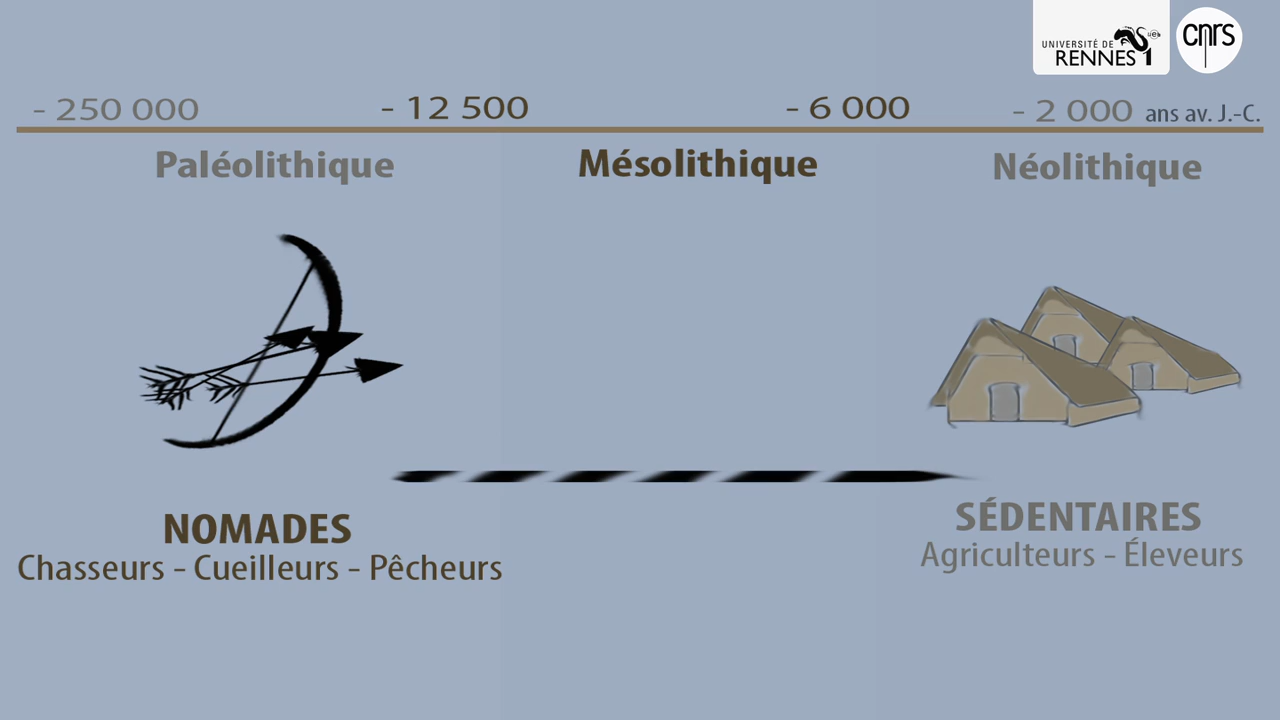 UNIVERSITÉ DE
RENNES 1
ueb
cnrs
- 250 000
- 12 500
- 6 000
- 2 000 ans av. J.-C.
Paléolithique
Mésolithique
Néolithique
NOMADES
Chasseurs - Cueilleurs - Pêcheurs
SÉDENTAIRES
Agriculteurs - Éleveurs